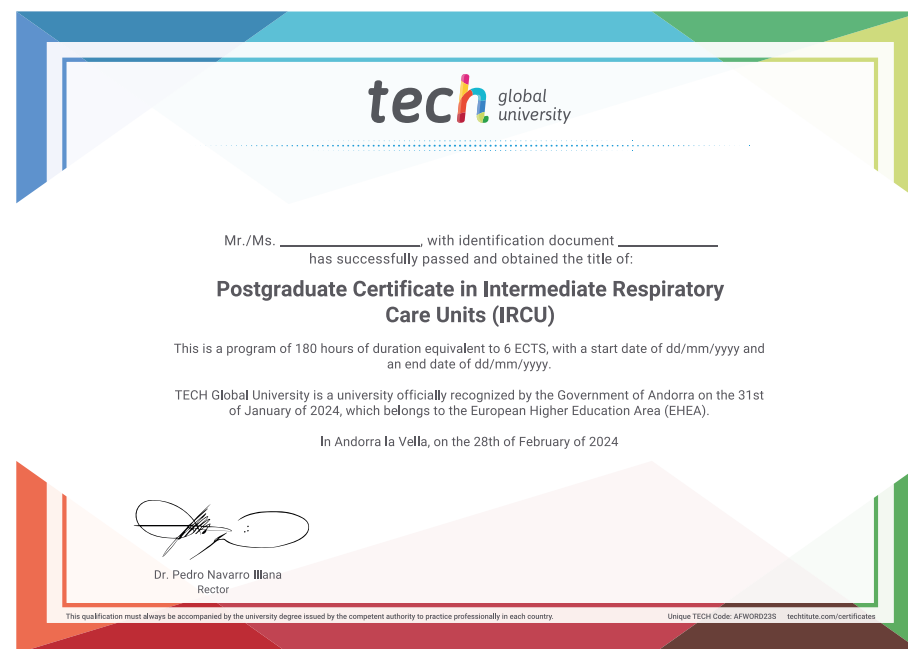 tech global
university
Mr./Ms. ____________, with identification document ____________
has successfully passed and obtained the title of:
Postgraduate Certificate in Intermediate Respiratory
Care Units (IRCU)
This is a program of 180 hours of duration equivalent to 6 ECTS, with a start date of dd/mm/yyyy and
an end date of dd/mm/yyyy.
TECH Global University is a university officially recognized by the Government of Andorra on the 31st
of January of 2024, which belongs to the European Higher Education Area (EHEA).
In Andorra la Vella, on the 28th of February of 2024
Dr. Pedro Navarro Illana
Rector
This qualification must always be accompanied by the university degree issued by the competent authority to practice professionally in each country.
Unique TECH Code: AFWORD23S techtitute.com/certificates